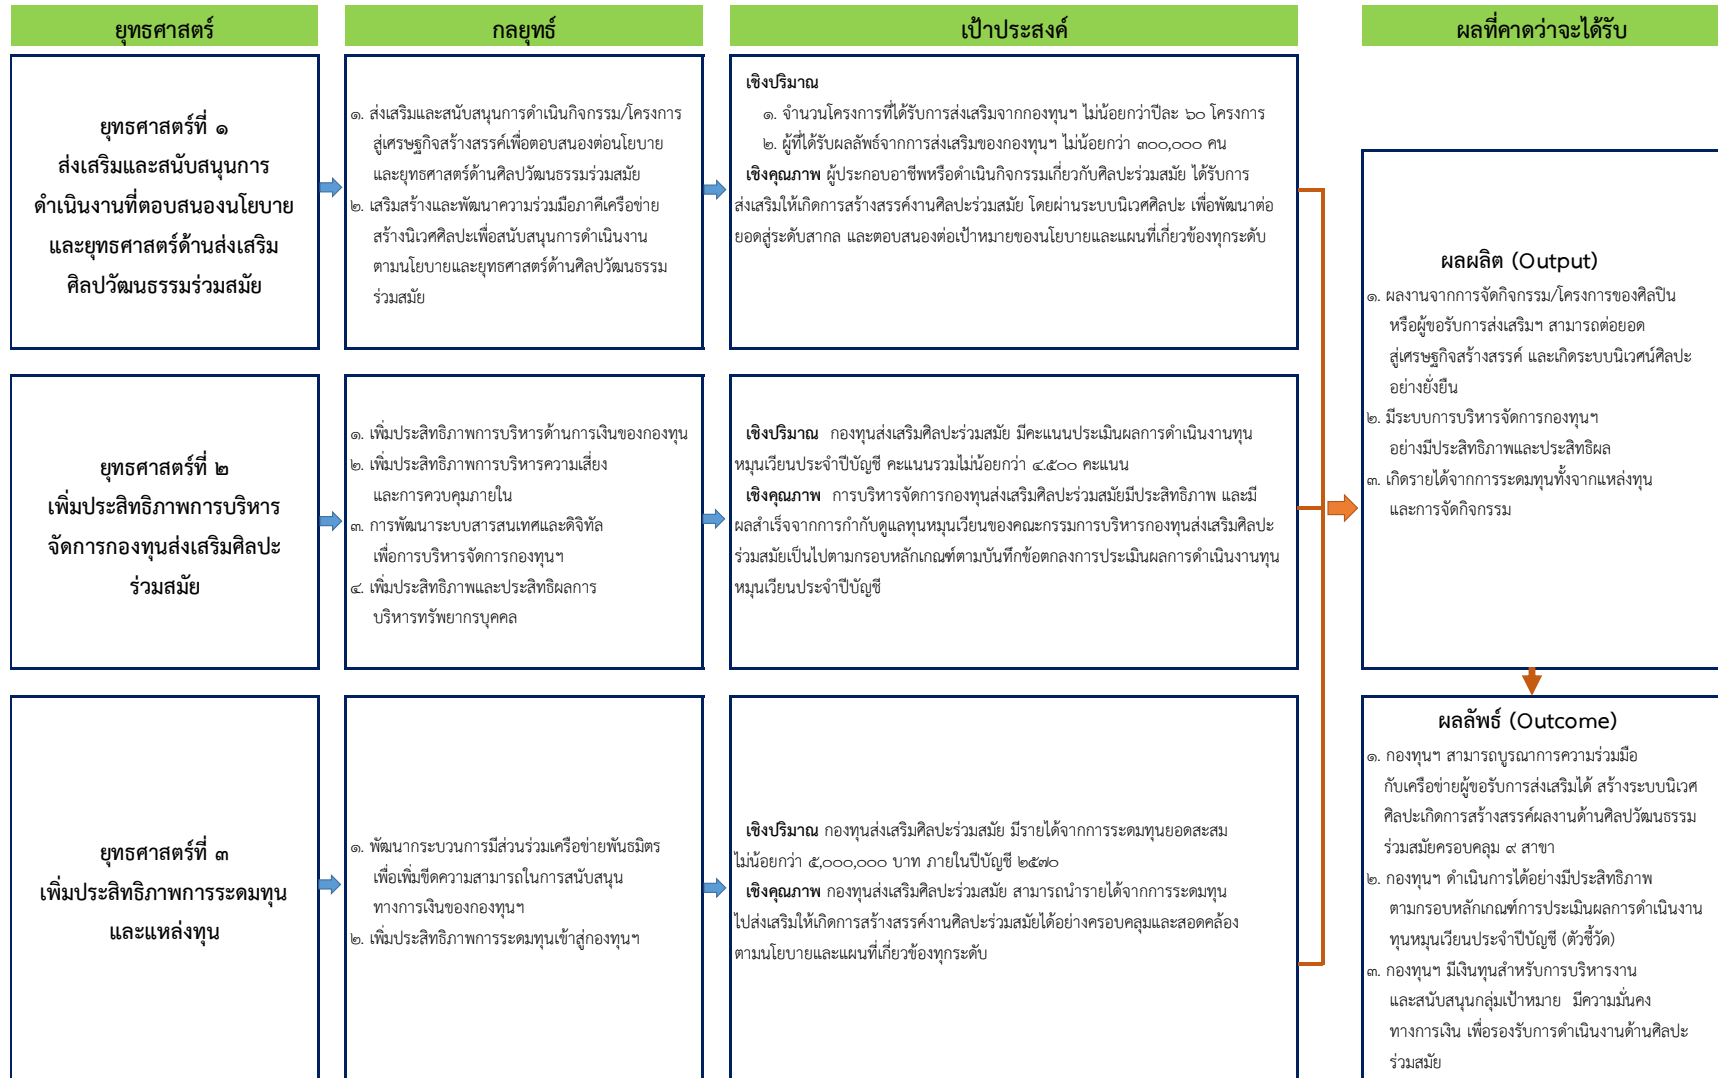 ยุทธศาสตร์
กลยุทธ์
เป้าประสงค์
ผลที่คาดว่าจะได้รับ
ยุทธศาสตร์ที่ ๑
ส่งเสริมและสนับสนุนการ
ดำเนินงานที่ตอบสนองนโยบาย
และยุทธศาสตร์ด้านส่งเสริม
ศิลปวัฒนธรรมร่วมสมัย
๑. ส่งเสริมและสนับสนุนการดำเนินกิจกรรม/โครงการ
สู่เศรษฐกิจสร้างสรรค์เพื่อตอบสนองต่อนโยบาย
และยุทธศาสตร์ด้านศิลปวัฒนธรรมร่วมสมัย
๒. เสริมสร้างและพัฒนาความร่วมมือภาคีเครือข่าย
สร้างนิเวศศิลปะเพื่อสนับสนุนการดำเนินงาน
ตามนโยบายและยุทธศาสตร์ด้านศิลปวัฒนธรรม
ร่วมสมัย
เชิงปริมาณ
๑. จำนวนโครงการที่ได้รับการส่งเสริมจากกองทุนฯ ไม่น้อยกว่าปีละ ๖๐ โครงการ
๒. ผู้ที่ได้รับผลลัพธ์จากการส่งเสริมของกองทุนฯ ไม่น้อยกว่า ๓๐๐,๐๐๐ คน
เชิงคุณภาพ ผู้ประกอบอาชีพหรือดำเนินกิจกรรมเกี่ยวกับศิลปะร่วมสมัย ได้รับการ
ส่งเสริมให้เกิดการสร้างสรรค์งานศิลปะร่วมสมัย โดยผ่านระบบนิเวศศิลปะ เพื่อพัฒนาต่อ
ยอดสู่ระดับสากล และตอบสนองต่อเป้าหมายของนโยบายและแผนที่เกี่ยวข้องทุกระดับ
ยุทธศาสตร์ที่ ๒
เพิ่มประสิทธิภาพการบริหาร
จัดการกองทุนส่งเสริมศิลปะ
ร่วมสมัย
๑. เพิ่มประสิทธิภาพการบริหารด้านการเงินของกองทุน
๒. เพิ่มประสิทธิภาพการบริหารความเสี่ยง
และการควบคุมภายใน
๓. การพัฒนาระบบสารสนเทศและดิจิทัล
เพื่อการบริหารจัดการกองทุนฯ
๔. เพิ่มประสิทธิภาพและประสิทธิผลการ
บริหารทรัพยากรบุคคล
เชิงปริมาณ กองทุนส่งเสริมศิลปะร่วมสมัย มีคะแนนประเมินผลการดำเนินงานทุน
หมุนเวียนประจำปีบัญชี คะแนนรวมไม่น้อยกว่า ๔.๕๐๐ คะแนน
เชิงคุณภาพ การบริหารจัดการกองทุนส่งเสริมศิลปะร่วมสมัยมีประสิทธิภาพ และมี
ผลสำเร็จจากการกำกับดูแลทุนหมุนเวียนของคณะกรรมการบริหารกองทุนส่งเสริมศิลปะ
ร่วมสมัยเป็นไปตามกรอบหลักเกณฑ์ตามบันทึกข้อตกลงการประเมินผลการดำเนินงานทุน
หมุนเวียนประจำปีบัญชี
ยุทธศาสตร์ที่ ๓
เพิ่มประสิทธิภาพการระดมทุน
และแหล่งทุน
๑. พัฒนากระบวนการมีส่วนร่วมเครือข่ายพันธมิตร
เพื่อเพิ่มขีดความสามารถในการสนับสนุน
ทางการเงินของกองทุนฯ
๒. เพิ่มประสิทธิภาพการระดมทุนเข้าสู่กองทุนฯ
เชิงปริมาณ กองทุนส่งเสริมศิลปะร่วมสมัย มีรายได้จากการระดมทุนยอดสะสม
ไม่น้อยกว่า ๕,๐๐๐,๐๐๐ บาท ภายในปีบัญชี ๒๕๗๐
เชิงคุณภาพ กองทุนส่งเสริมศิลปะร่วมสมัย สามารถนำรายได้จากการระดมทุน
ไปส่งเสริมให้เกิดการสร้างสรรค์งานศิลปะร่วมสมัยได้อย่างครอบคลุมและสอดคล้อง
ตามนโยบายและแผนที่เกี่ยวข้องทุกระดับ
ผลผลิต (Output)
๑. ผลงานจากการจัดกิจกรรม/โครงการของศิลปิน
หรือผู้ขอรับการส่งเสริมฯ สามารถต่อยอด
สู่เศรษฐกิจสร้างสรรค์ และเกิดระบบนิเวศน์ศิลปะ
อย่างยั่งยืน
๒. มีระบบการบริหารจัดการกองทุนฯ
อย่างมีประสิทธิภาพและประสิทธิผล
๓. เกิดรายได้จากการระดมทุนทั้งจากแหล่งทุน
และการจัดกิจกรรม
ผลลัพธ์ (Outcome)
๑. กองทุนฯ สามารถบูรณาการความร่วมมือ
กับเครือข่ายผู้ขอรับการส่งเสริมได้ สร้างระบบนิเวศ
ศิลปะเกิดการสร้างสรรค์ผลงานด้านศิลปวัฒนธรรม
ร่วมสมัยครอบคลุม ๙ สาขา
๒. กองทุนฯ ดำเนินการได้อย่างมีประสิทธิภาพ
ตามกรอบหลักเกณฑ์การประเมินผลการดำเนินงาน
ทุนหมุนเวียนประจำปีบัญชี (ตัวชี้วัด)
๓. กองทุนฯ มีเงินทุนสำหรับการบริหารงาน
และสนับสนุนกลุ่มเป้าหมาย มีความมั่นคง
ทางการเงิน เพื่อรองรับการดำเนินงานด้านศิลปะ
ร่วมสมัย